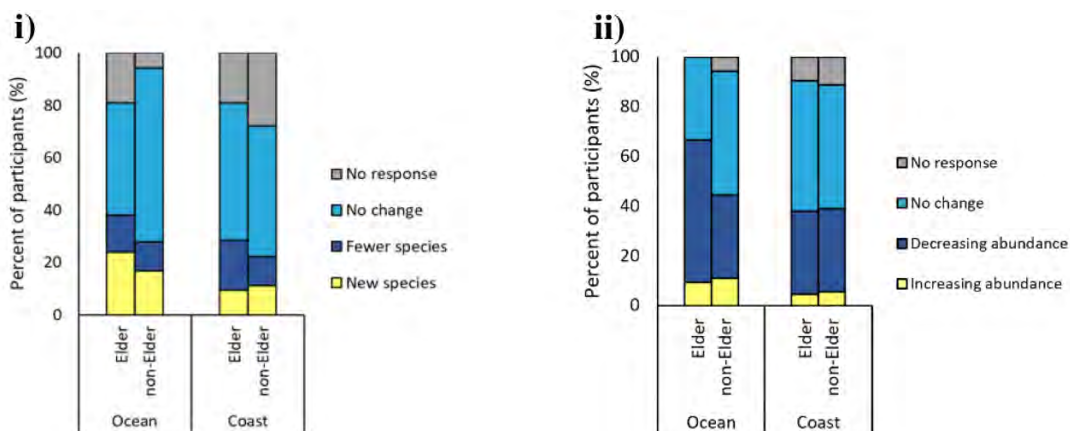 i)
Percent of participants (%)
100
80
60
40
20
0
Elder
non-Elder
Elder
non-Elder
Ocean
Coast
No response
No change
Fewer species
New species
ii)
Percent of participants (%)
100
80
60
40
20
0
Elder
non-Elder
Elder
non-Elder
Ocean
Coast
No response
No change
Decreasing abundance
Increasing abundance